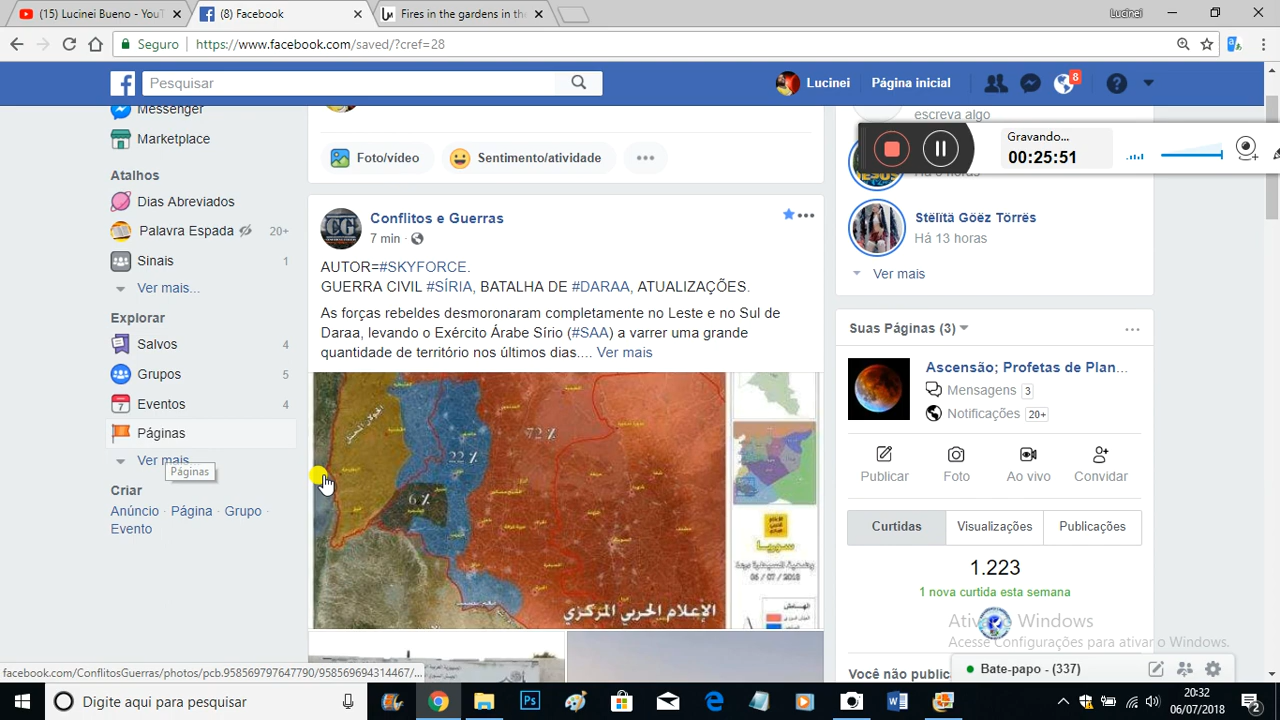 (15) Lucinei Bueno - You
(8) Facebook
Fires in the gardens in the
Lucinei
Seguro
https://www.facebook.com/saved/?cref=28
Pesquisar
Lucinei
Página inicial
8
Messenger
Marketplace
Atalhos
Dias Abreviados
Palavra Espada
20+
Sinais
1
Ver mais...
Explorar
Salvos
4
Grupos
5
Eventos
4
Páginas
Ver mais
Páginas
Criar
Anúncio · Página · Grupo ·
Evento
Foto/vídeo
Sentimento/atividade
Conflitos e Guerras
7 min ·
AUTOR=#SKYFORCE.
GUERRA CIVIL #SÍRIA, BATALHA DE #DARAA, ATUALIZAÇÕES.
As forças rebeldes desmoronaram completamente no Leste e no Sul de
Daraa, levando o Exército Árabe Sírio (#SAA) a varrer uma grande
quantidade de território nos últimos dias.... Ver mais
72 %
22 %
6 %
سوريا
06 / 07 / 2018
الإعلام الحربي المركزي
escreva algo
Gravando...
00:25:51
Stëlïtä Göëz Törrës
Há 13 horas
Ver mais
Suas Páginas (3)
Ascensão; Profetas de Plan...
Mensagens 3
Notificações 20+
Publicar
Foto
Ao vivo
Convidar
Curtidas
Visualizações
Publicações
1.223
1 nova curtida esta semana
Windows
Acesse Configurações para ativar o Windows.
Você não public
Bate-papo - (337)
facebook.com/ConflitosGuerras/photos/pcb.958569797647790/958569694314467/...
Digite aqui para pesquisar
20:32
06/07/2018
2